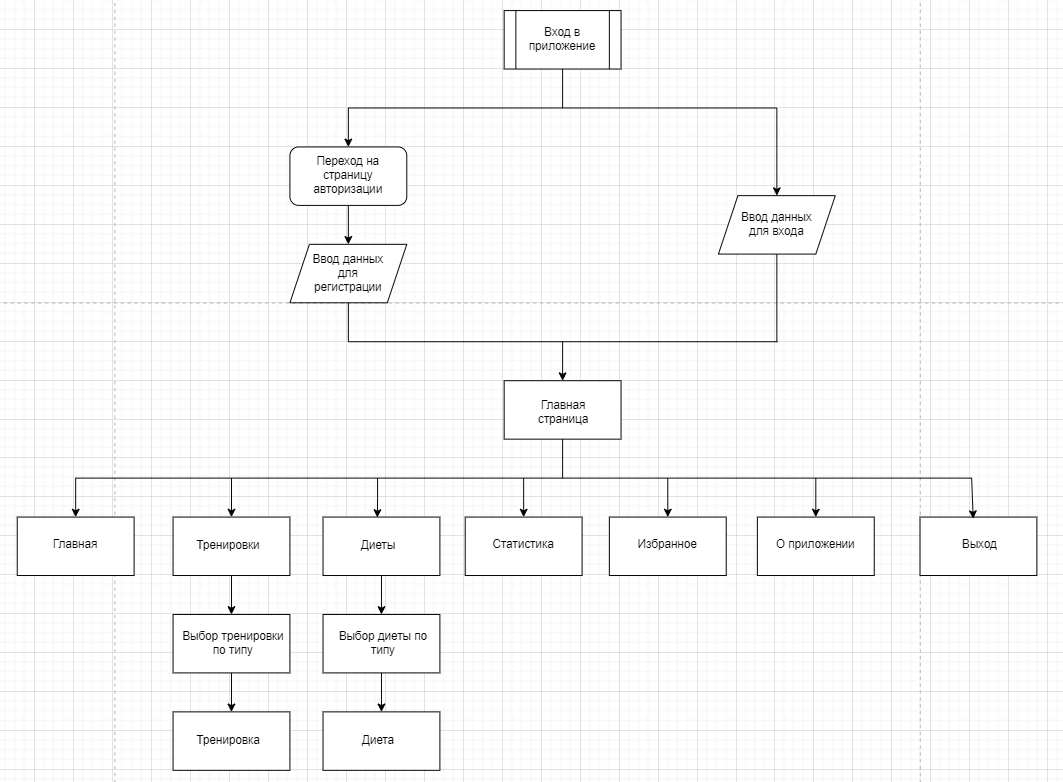 Вход в
приложение
Переход на
страницу
авторизации
Ввод данных
для входа
Ввод данных
для
регистрации
Главная
страница
Главная
Тренировки
Диеты
Статистика
Избранное
О приложении
Выход
Выбор тренировки
по типу
Выбор диеты по
типу
Тренировка
Диета